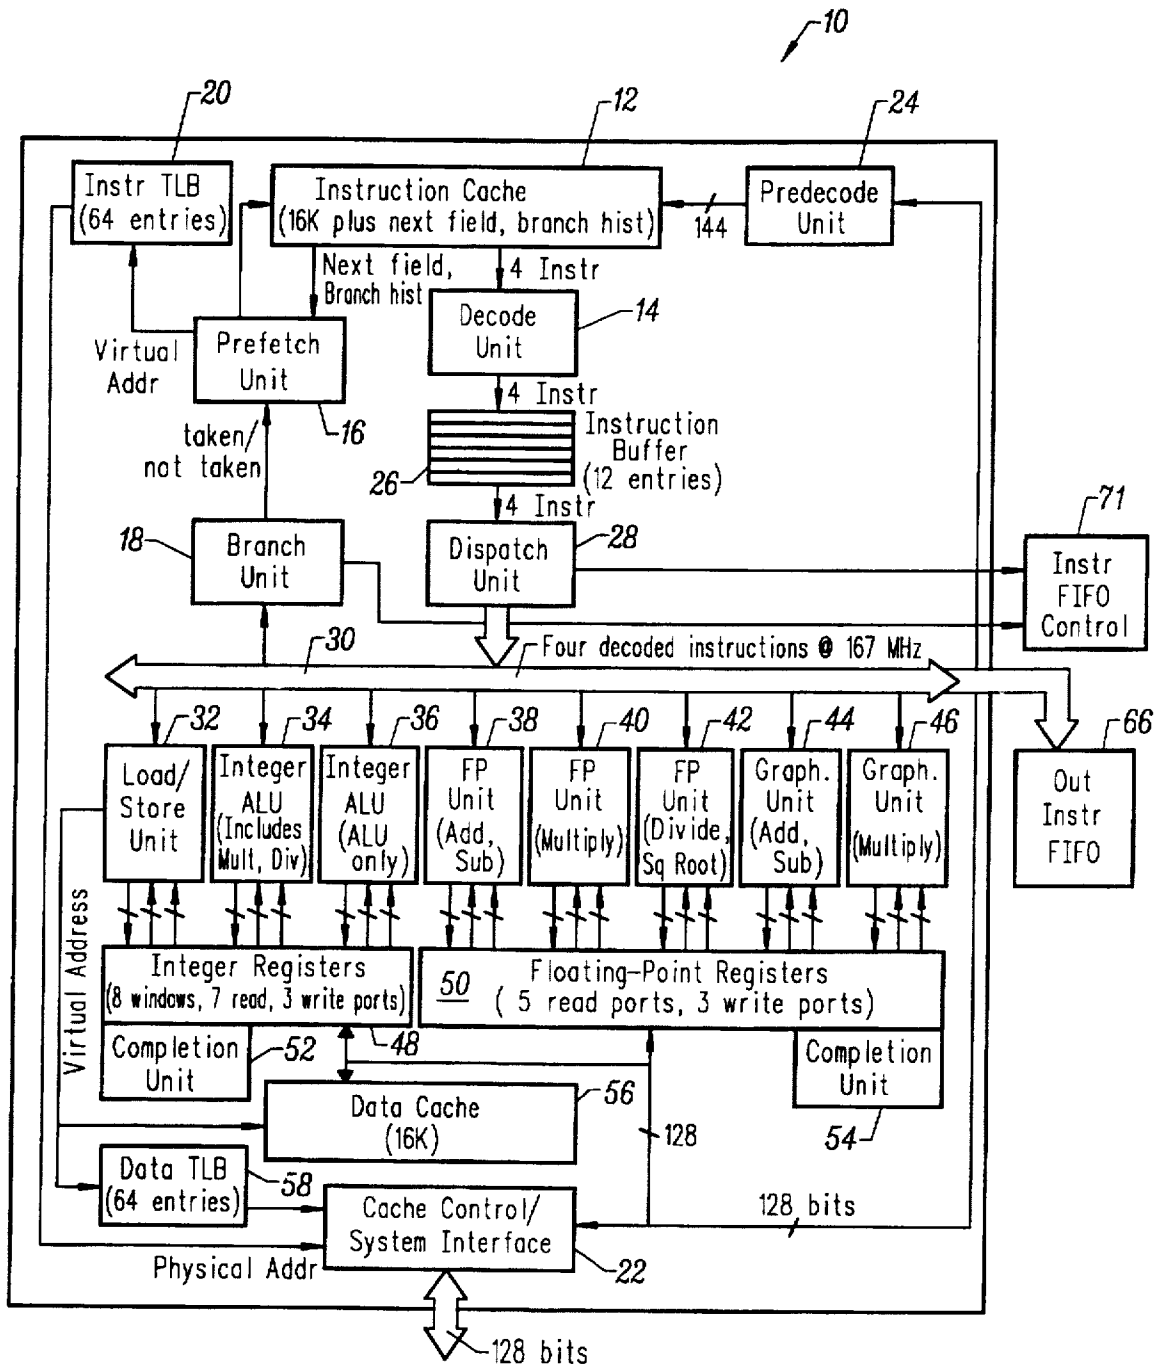 10
20
12
24
Instr TLB
(64 entries)
Instruction Cache
(16K plus next field, branch hist)
144
Predecode
Unit
Next field,
Branch hist
4 Instr
Virtual
Addr
Prefetch
Unit
16
Decode
Unit
14
4 Instr
taken/
not taken
26
Instruction
Buffer
(12 entries)
4 Instr
18
Branch
Unit
Dispatch
Unit
28
71
Instr
FIFO
Control
30
Four decoded instructions @ 167 MHz
32
34
36
38
40
42
44
46
66
Load/
Store
Unit
Integer
ALU
(Includes
Mult, Div)
Integer
ALU
(ALU
only)
FP
Unit
(Add,
Sub)
FP
Unit
(Multiply)
FP
Unit
(Divide,
Sq Root)
Graph.
Unit
(Add,
Sub)
Graph.
Unit
(Multiply)
Out
Instr
FIFO
Virtual Address
Integer Registers
(8 windows, 7 read, 3 write ports)
48
50
Floating-Point Registers
( 5 read ports, 3 write ports)
Completion
Unit
52
Completion
Unit
54
Data Cache
(16K)
56
128
Data TLB
(64 entries)
58
Cache Control/
System Interface
22
128 bits
Physical Addr
128 bits